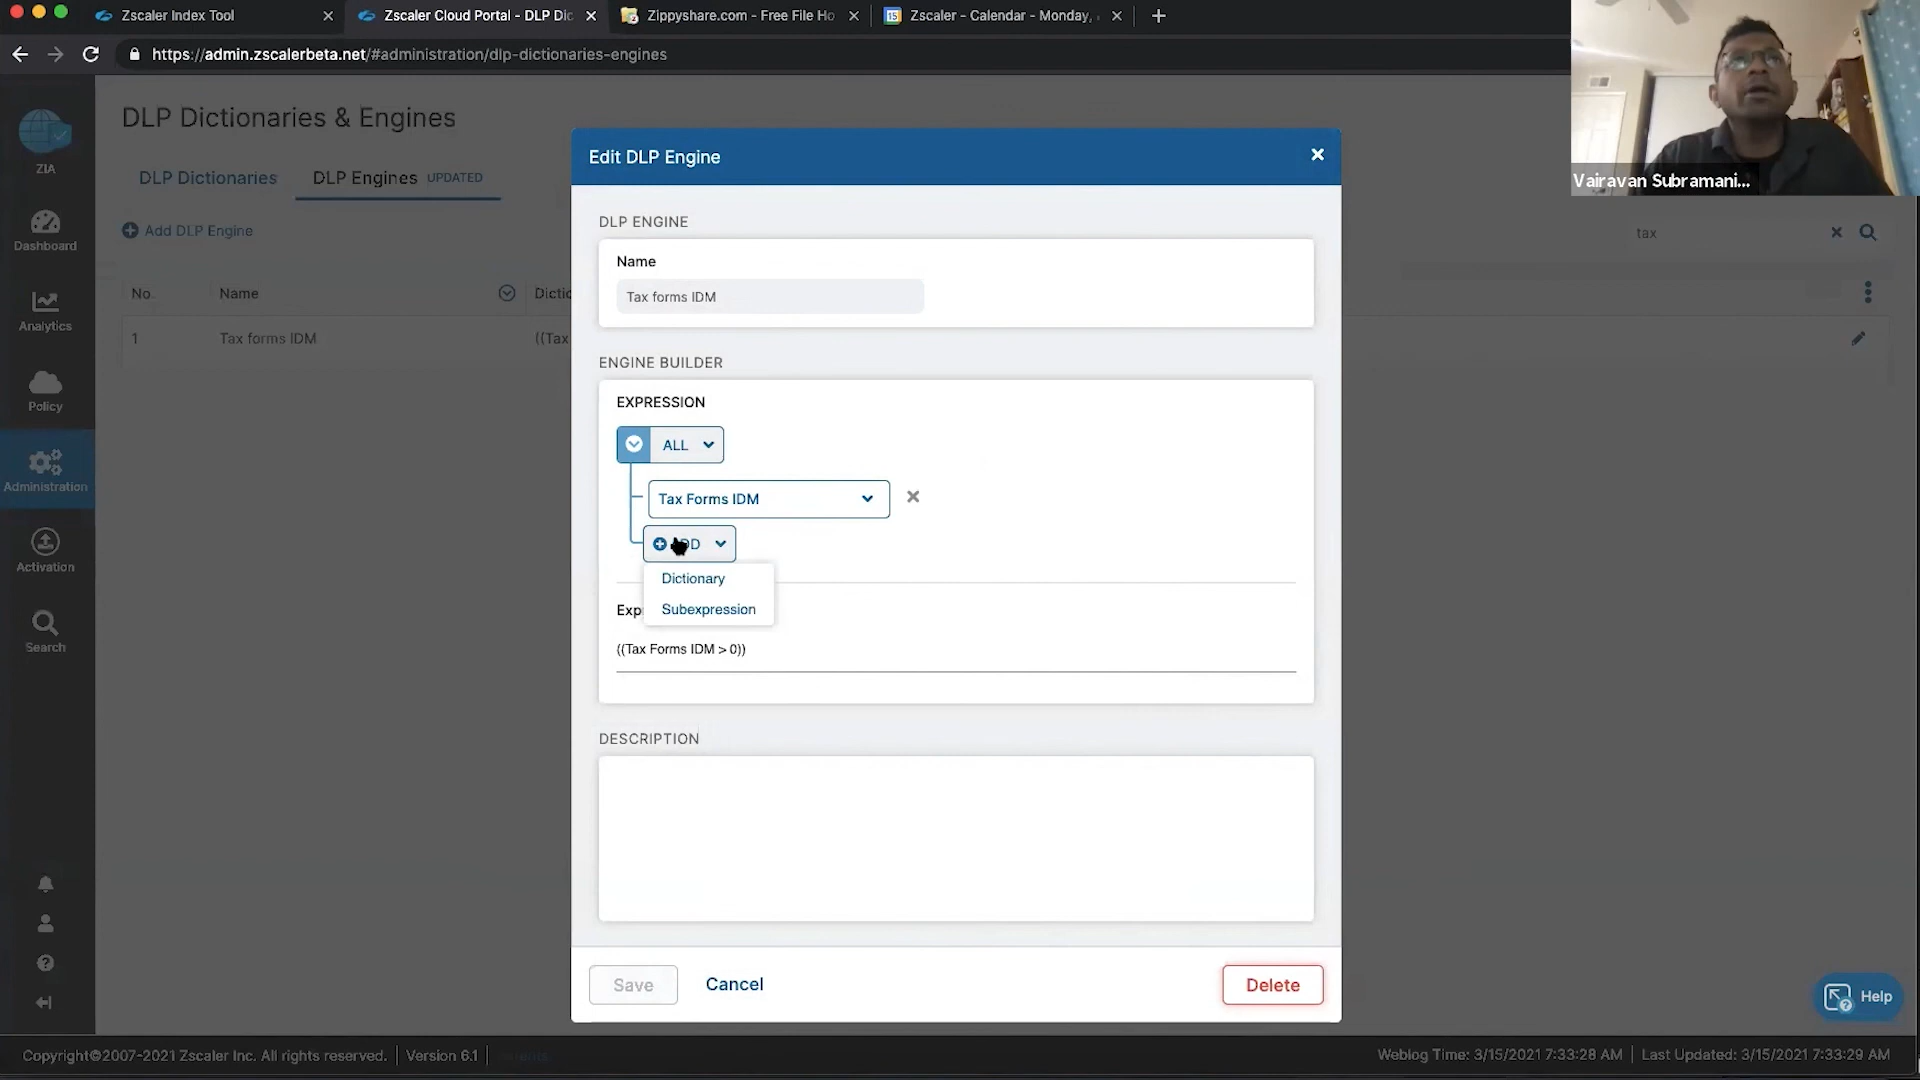 Zscaler Index Tool
Zscaler Cloud Portal - DLP Dic
Zippyshare.com - Free File Ho
15
Zscaler - Calendar - Monday,
https://admin.zscalerbeta.net/#administration/dlp-dictionaries-engines
Vairavan Subramani...
ZIA
Dashboard
Analytics
Policy
Administration
Activation
Search
DLP Dictionaries & Engines
DLP Dictionaries
DLP Engines UPDATED
Add DLP Engine
tax
No.
Name
Dictio
1
Tax forms IDM
((Tax
Edit DLP Engine
DLP ENGINE
Name
Tax forms IDM
ENGINE BUILDER
EXPRESSION
ALL
Tax Forms IDM
Dictionary
Subexpression
Exp
((Tax Forms IDM > 0))
DESCRIPTION
Save
Cancel
Delete
Help
Copyright©2007-2021 Zscaler Inc. All rights reserved.
Version 6.1
Weblog Time: 3/15/2021 7:33:28 AM
Last Updated: 3/15/2021 7:33:29 AM